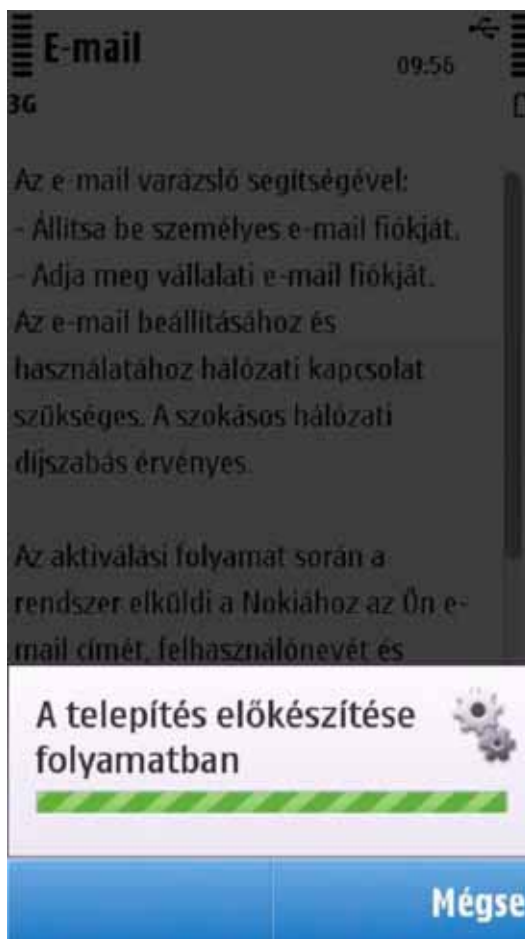 E-mail
09:56
3G
Az e-mail varázsló segítségével:
- Állítsa be személyes e-mail fiókját.
- Adja meg vállalati e-mail fiókját.
Az e-mail beállításához és
használatához hálózati kapcsolat
szükséges. A szokásos hálózati
díjszabás érvényes.
Az aktiválási folyamat során a
rendszer elküldi a Nokiához az Ön e-
mail címét, felhasználónevét és
A telepítés előkészítése
folyamatban
Mégse